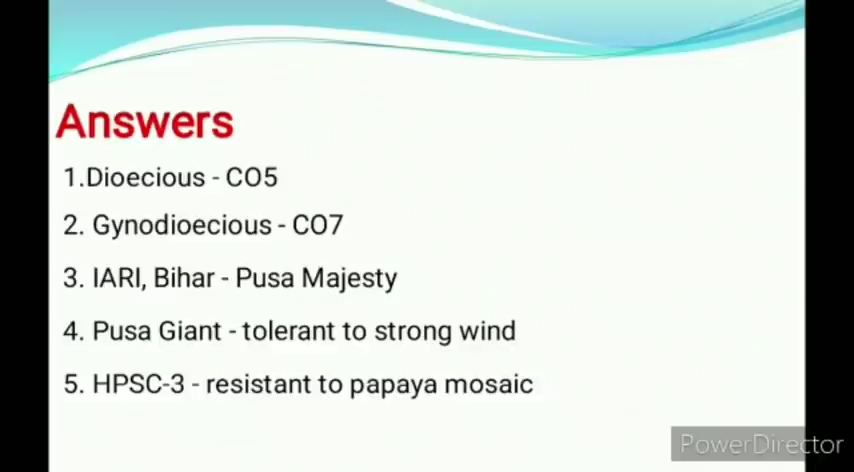 Answers
1.Dioecious - CO5
2. Gynodioecious - CO7
3. IARI, Bihar - Pusa Majesty
4. Pusa Giant - tolerant to strong wind
5. HPSC-3 - resistant to papaya mosaic
PowerDirector